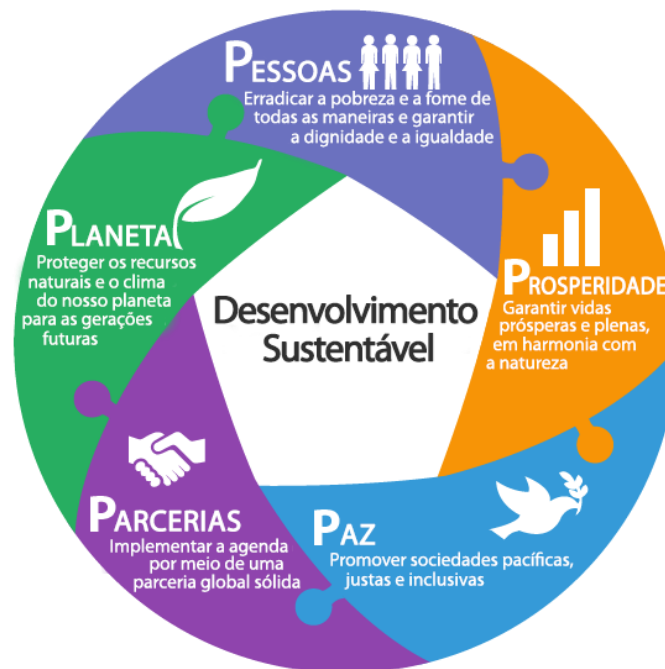 PESSOAS
Erradicar a pobreza e a fome de
todas as maneiras e garantir
a dignidade e a igualdade
PROSPERIDADE
Garantir vidas
prósperas e plenas,
em harmonia com
a natureza
PLANETA
Proteger os recursos
naturais e o clima
do nosso planeta
para as gerações
futuras
Desenvolvimento
Sustentável
PARCERIAS
Implementar a agenda
por meio de uma
parceria global sólida
PAZ
Promover sociedades pacíficas,
justas e inclusivas